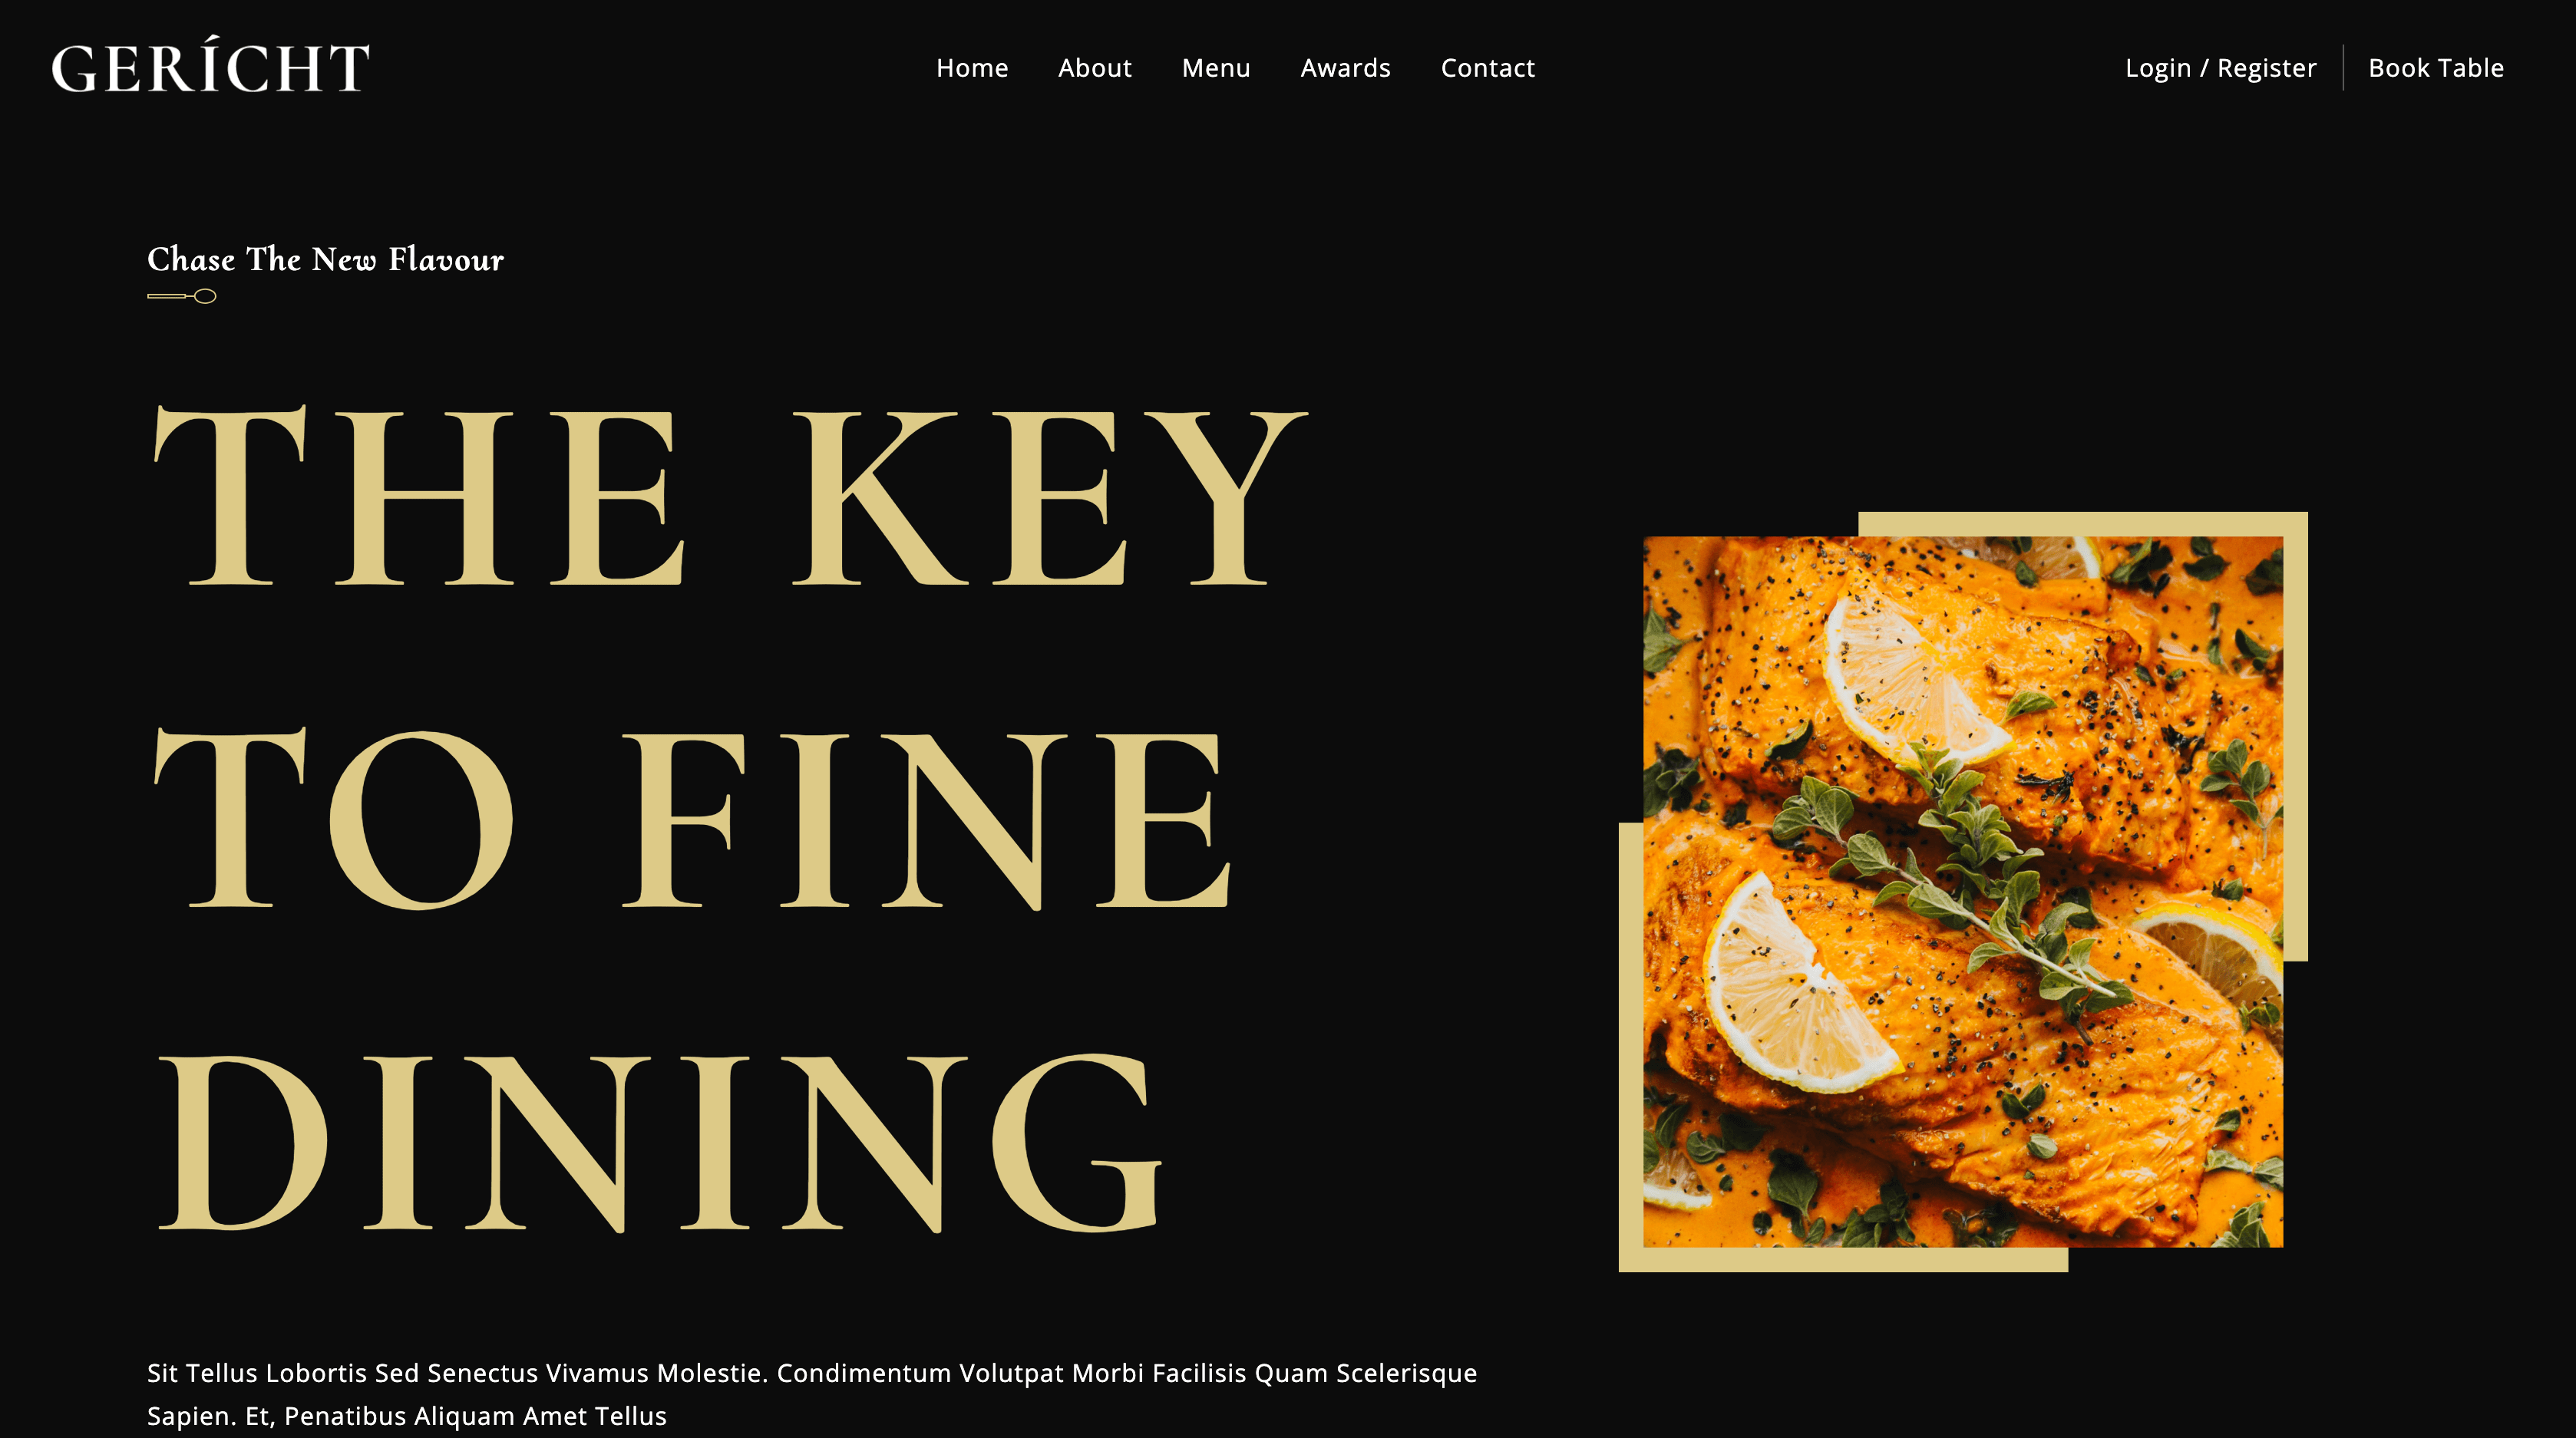 GERÍCHT
Home
About
Menu
Awards
Contact
Login / Register
Book Table
Chase The New Flavour
THE KEY
TO FINE
DINING
Sit Tellus Lobortis Sed Senectus Vivamus Molestie. Condimentum Volutpat Morbi Facilisis Quam Scelerisque
Sapien. Et, Penatibus Aliquam Amet Tellus